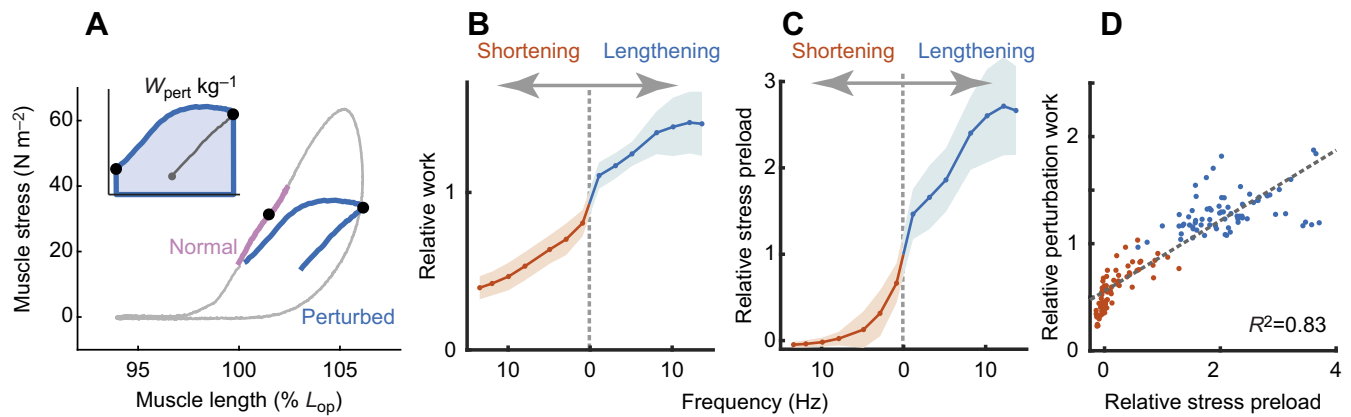 A
Muscle stress (N m⁻²)
60
40
20
0
W_pert kg⁻¹
Normal
Perturbed
95
100
105
Muscle length (% L_op)
B
Shortening
Lengthening
Relative work
1
0
10
0
10
C
Shortening
Lengthening
Relative stress preload
3
2
1
0
10
0
10
Frequency (Hz)
D
Relative perturbation work
2
1
0
R²=0.83
0
2
4
Relative stress preload